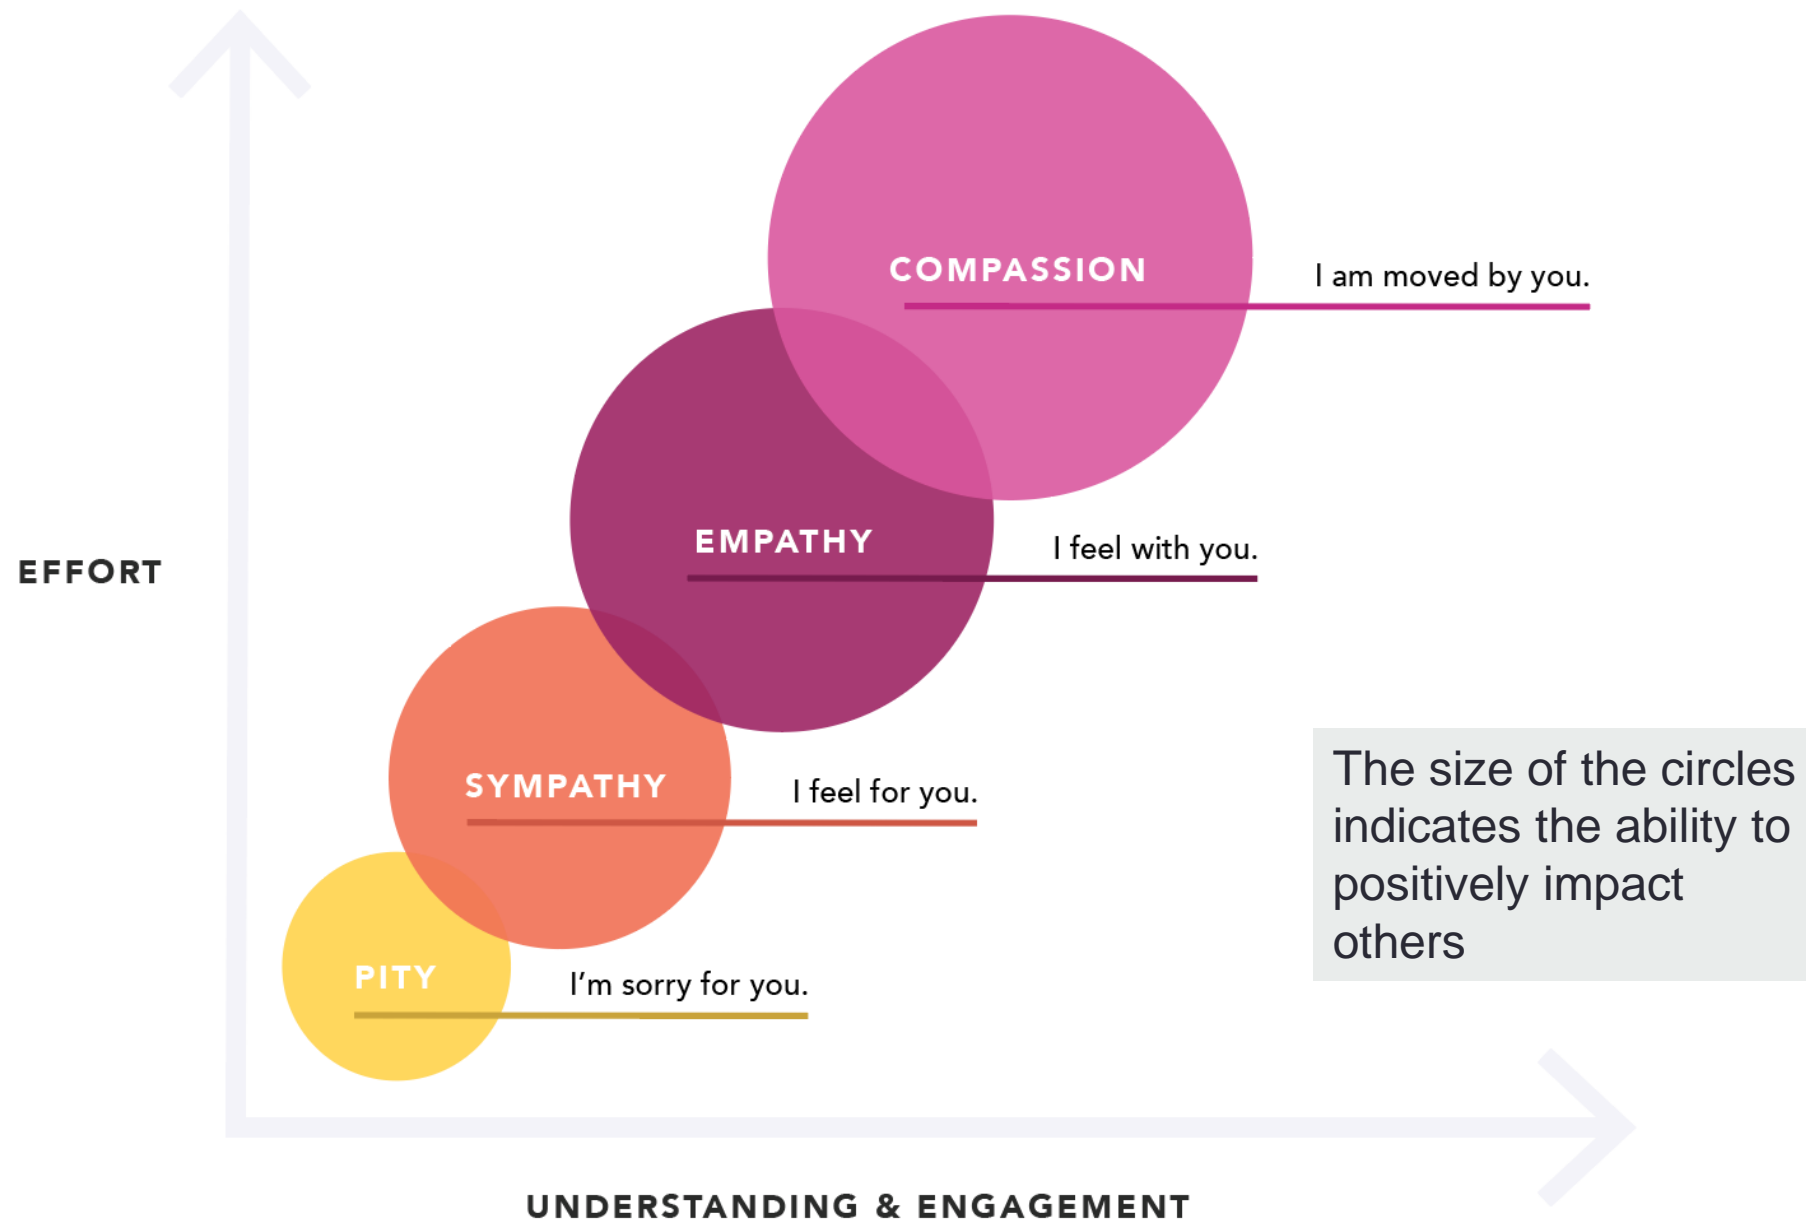 COMPASSION
I am moved by you.
EMPATHY
I feel with you.
EFFORT
SYMPATHY
I feel for you.
The size of the circles
indicates the ability to
positively impact
others
PITY
I'm sorry for you.
UNDERSTANDING & ENGAGEMENT